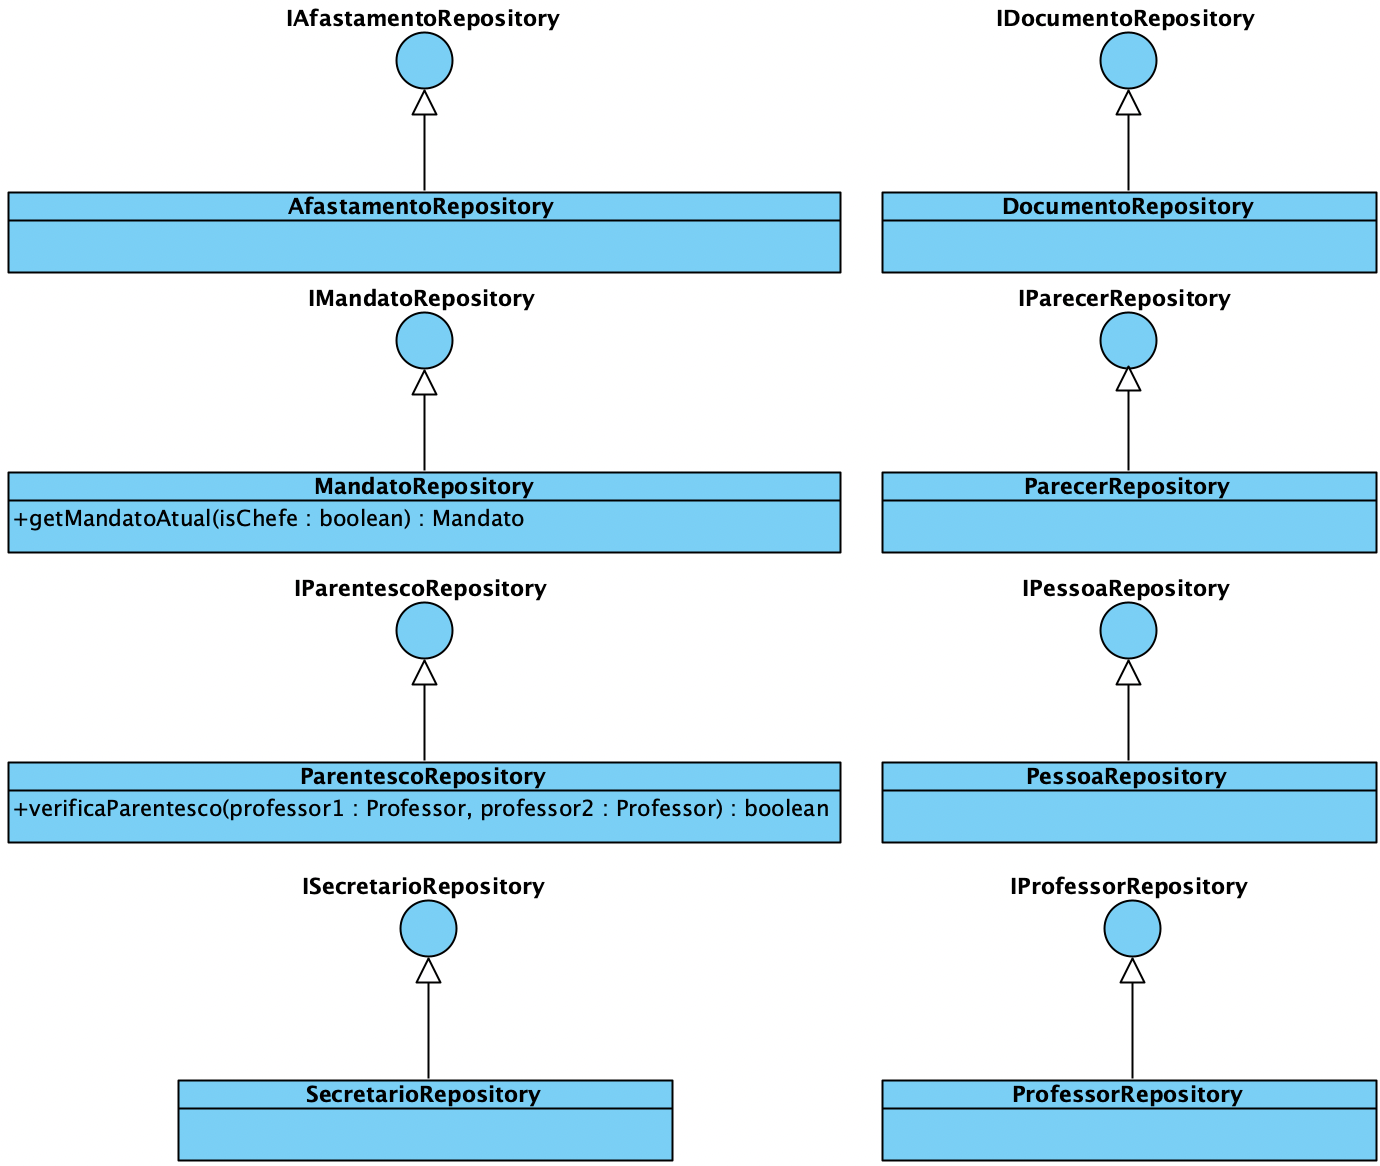 IAfastamentoRepository
IDocumentoRepository
AfastamentoRepository
DocumentoRepository
IMandatoRepository
IParecerRepository
MandatoRepository
+getMandatoAtual(isChefe : boolean) : Mandato
ParecerRepository
IParentescoRepository
IPessoaRepository
ParentescoRepository
+verificaParentesco(professor1 : Professor, professor2 : Professor) : boolean
PessoaRepository
ISecretarioRepository
IProfessorRepository
SecretarioRepository
ProfessorRepository